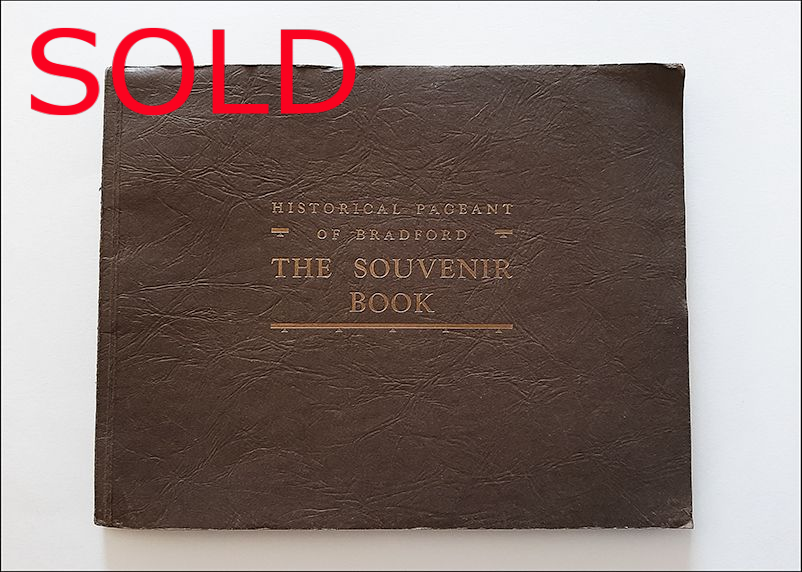 SOLD
HISTORICAL PAGEANT
OF BRADFORD
THE SOUVENIR
BOOK